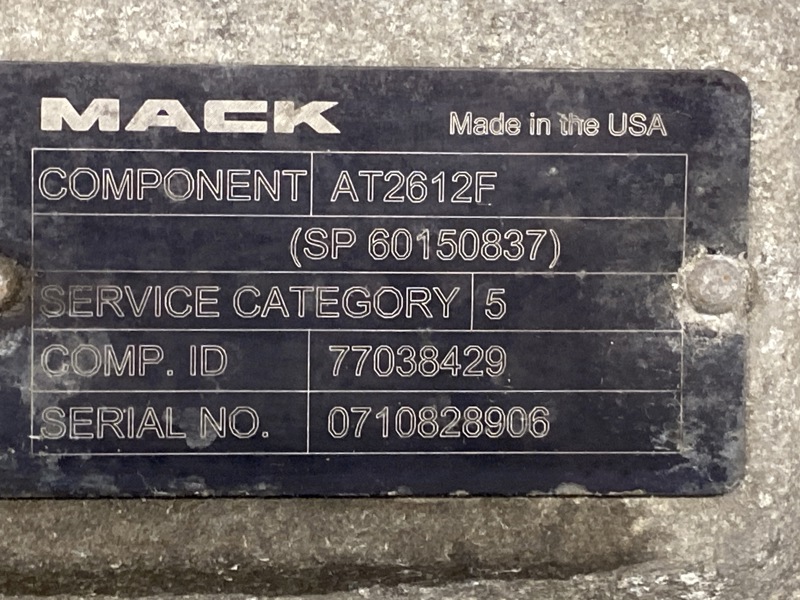 MACK Made in the USA
COMPONENT AT2612F
(SP 60150837)
SERVICE CATEGORY 5
COMP. ID 77038429
SERIAL NO. 0710828906